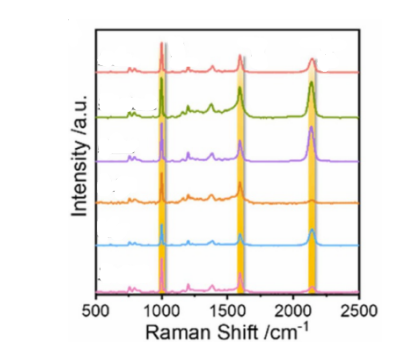 Intensity /a.u.
500 1000 1500 2000 2500
Raman Shift /cm⁻¹